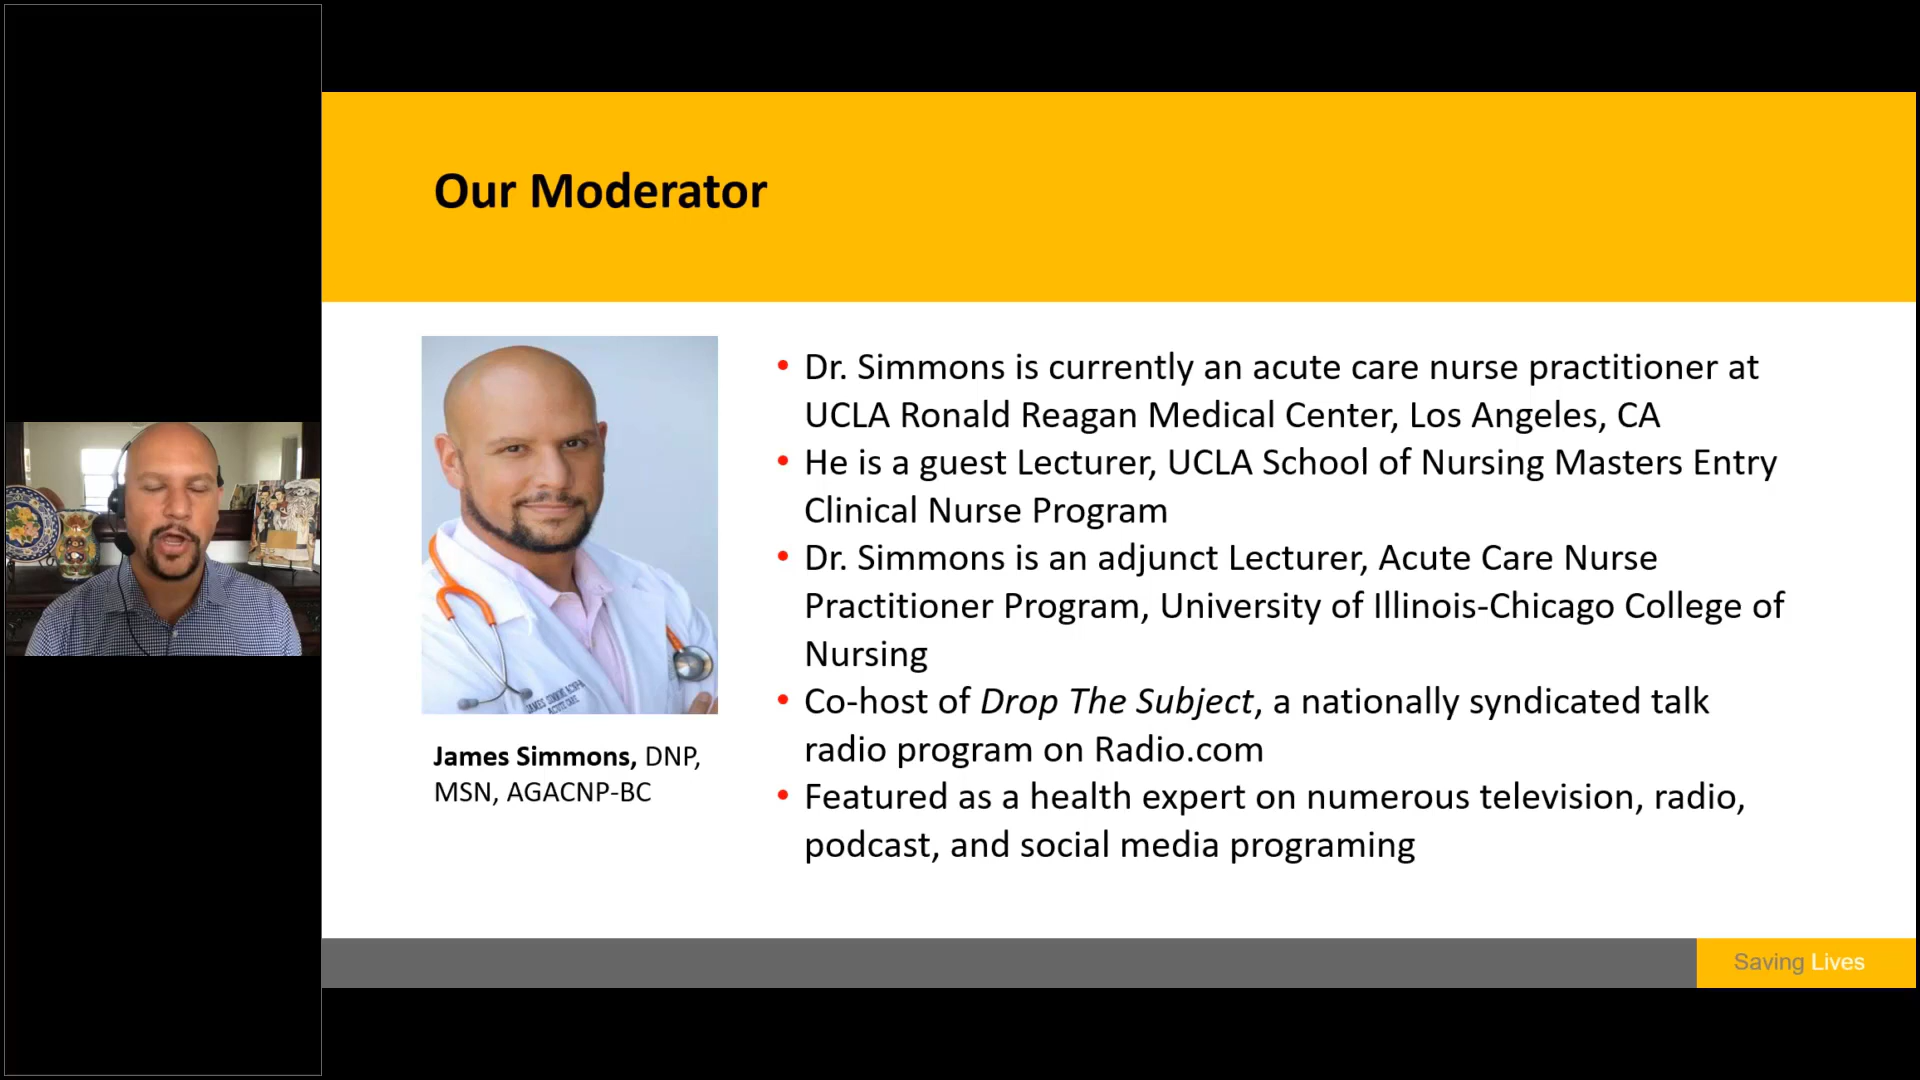 Our Moderator
• Dr. Simmons is currently an acute care nurse practitioner at
UCLA Ronald Reagan Medical Center, Los Angeles, CA
• He is a guest Lecturer, UCLA School of Nursing Masters Entry
Clinical Nurse Program
• Dr. Simmons is an adjunct Lecturer, Acute Care Nurse
Practitioner Program, University of Illinois-Chicago College of
Nursing
• Co-host of Drop The Subject, a nationally syndicated talk
radio program on Radio.com
• Featured as a health expert on numerous television, radio,
podcast, and social media programing
JAMES SIMMONS
ACUTE CARE
James Simmons, DNP,
MSN, AGACNP-BC
Saving Lives